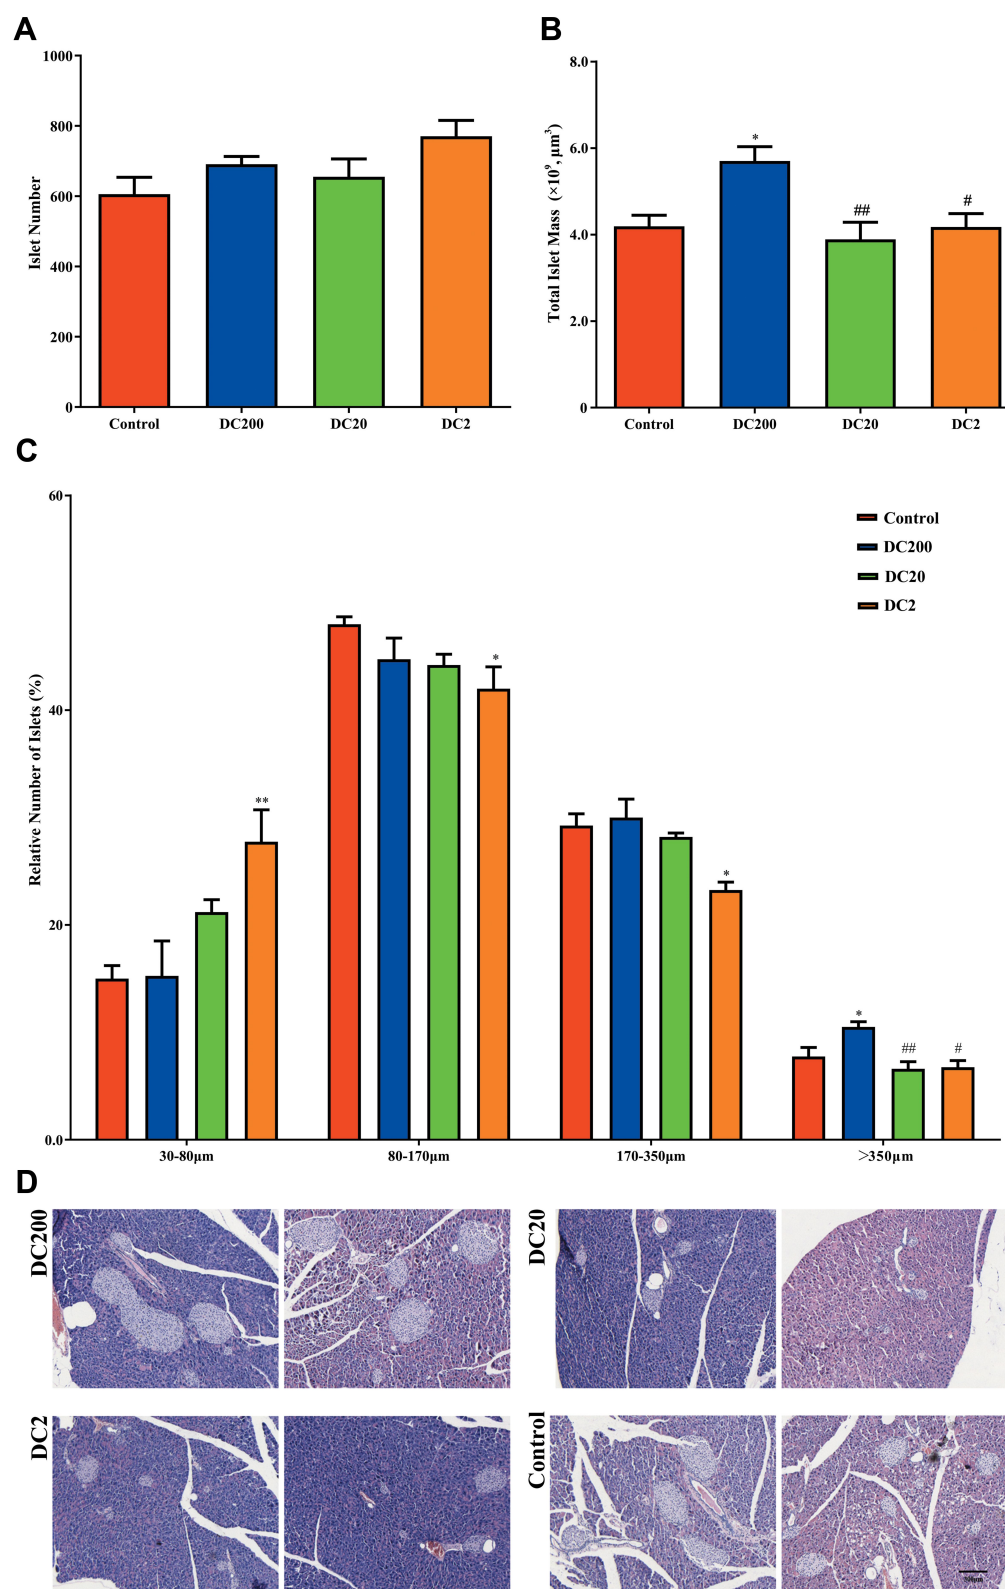 A
1000
800
600
400
200
0
Islet Number
Control DC200 DC20 DC2
B
8.0
6.0
4.0
2.0
0
Total Islet Mass (×10⁹, μm³)
*
##
#
Control DC200 DC20 DC2
C
60
40
20
0.0
Relative Number of Islets (%)
Control
DC200
DC20
DC2
**
*
*
*
##
#
30-80μm 80-170μm 170-350μm >350μm
D
DC200
DC20
DC2
Control